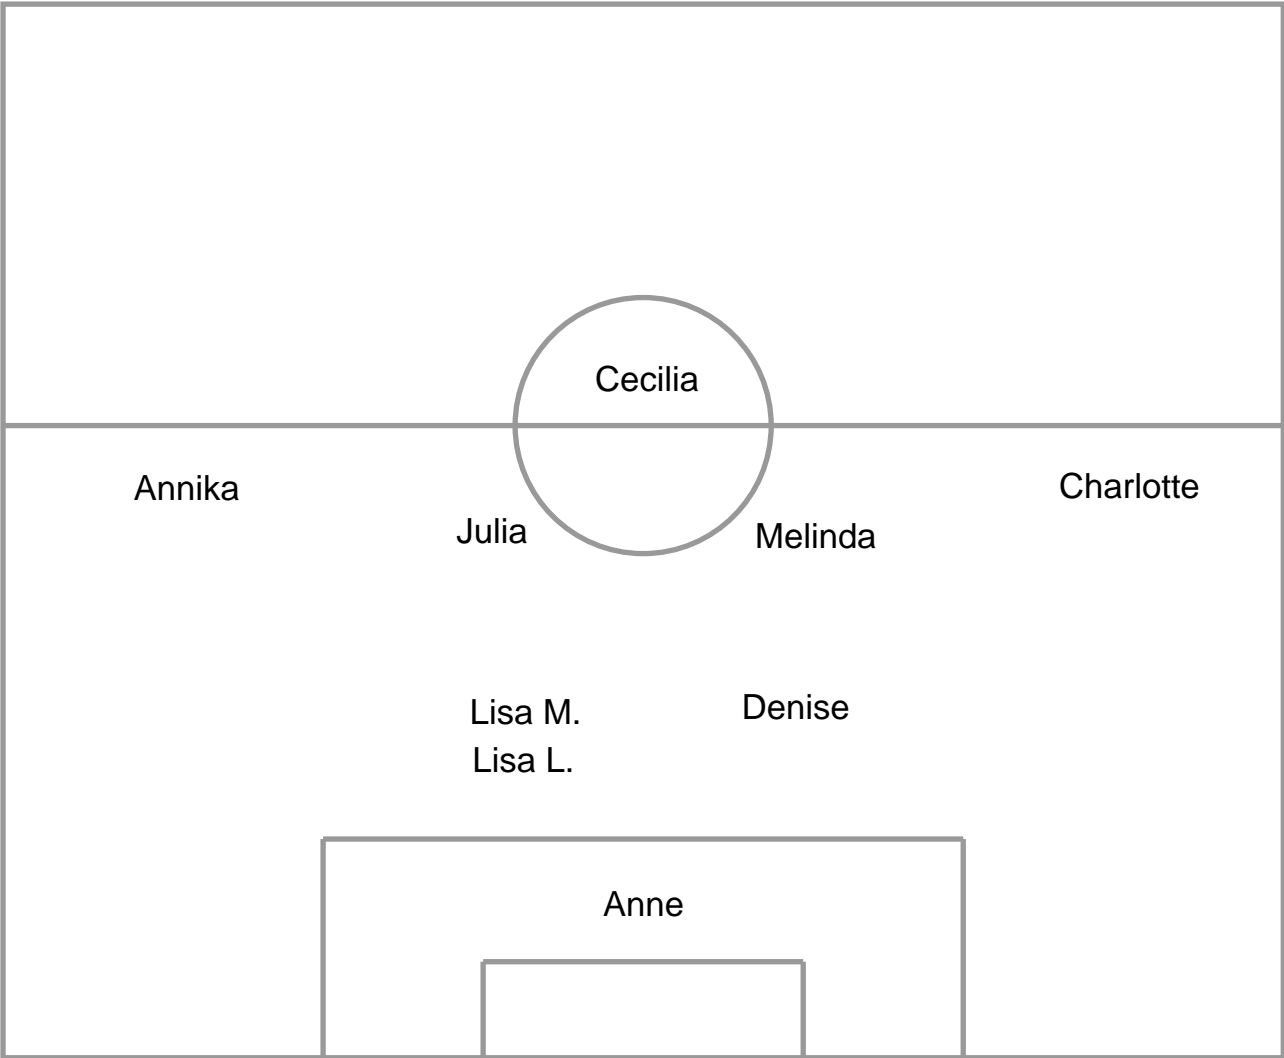 Cecilia
Annika
Charlotte
Julia
Melinda
Lisa M.
Denise
Lisa L.
Anne